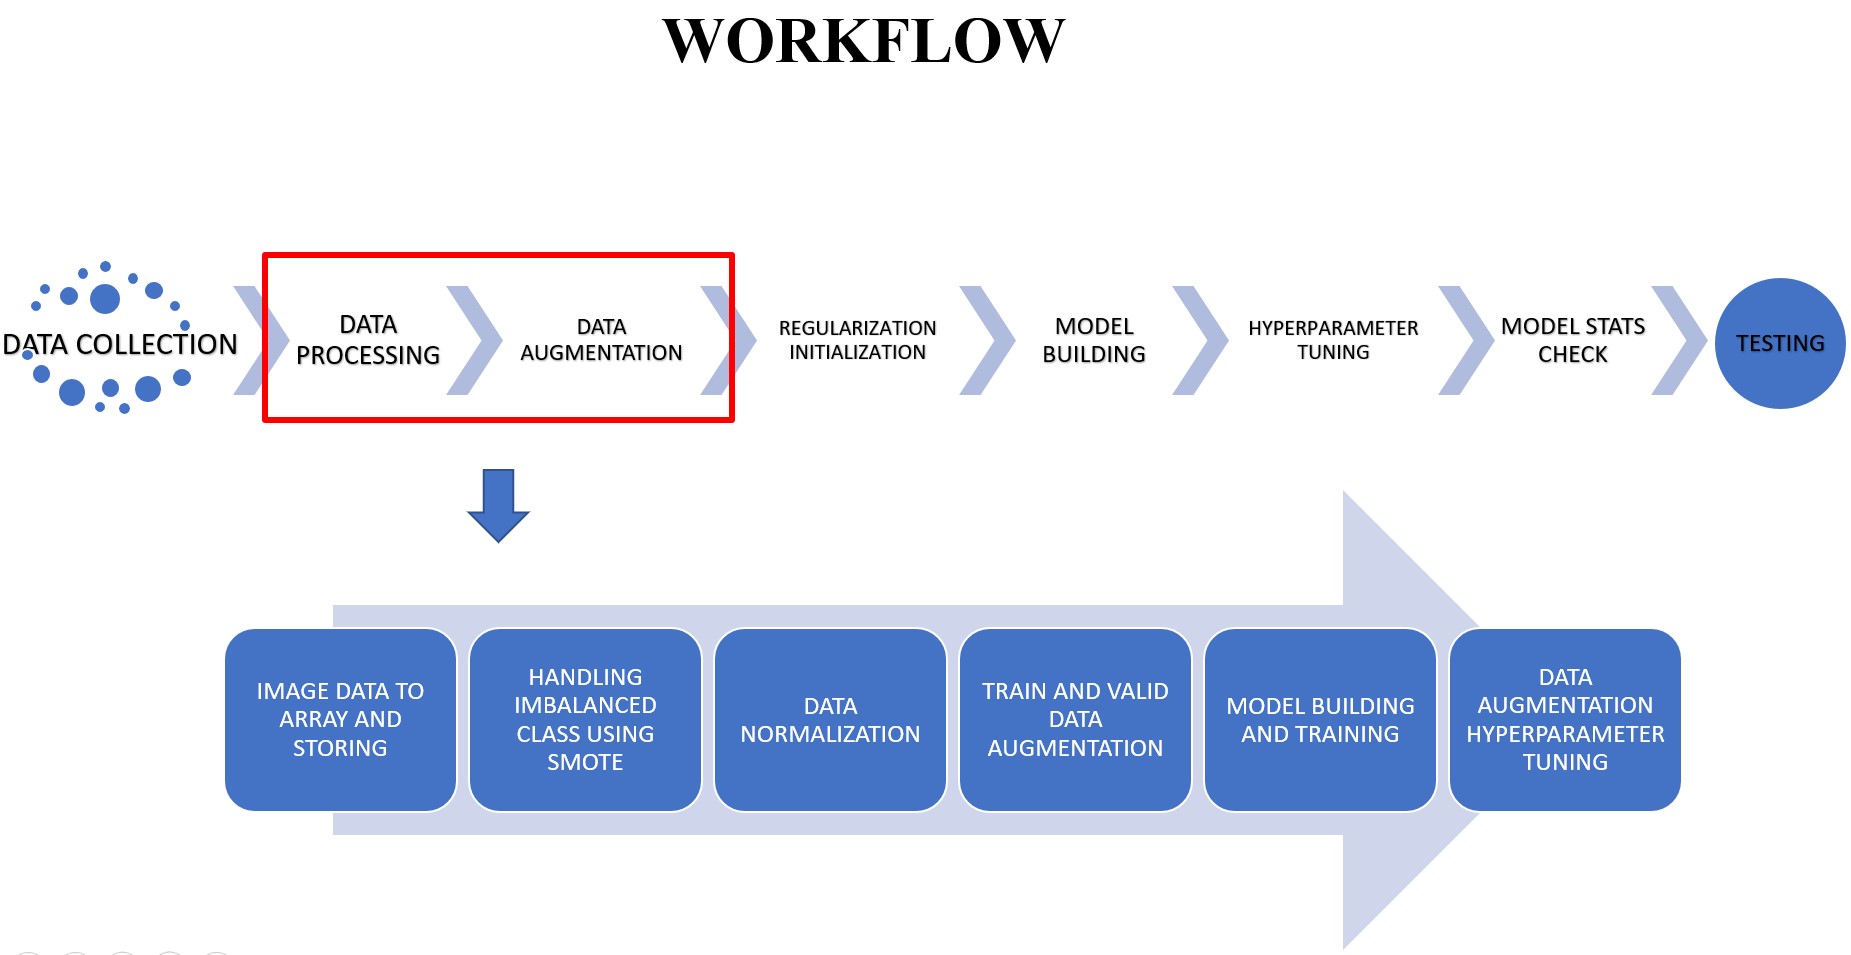 WORKFLOW
DATA COLLECTION
DATA
PROCESSING
DATA
AUGMENTATION
REGULARIZATION
INITIALIZATION
MODEL
BUILDING
HYPERPARAMETER
TUNING
MODEL STATS
CHECK
TESTING
IMAGE DATA TO
ARRAY AND
STORING
HANDLING
IMBALANCED
CLASS USING
SMOTE
DATA
NORMALIZATION
TRAIN AND VALID
DATA
AUGMENTATION
MODEL BUILDING
AND TRAINING
DATA
AUGMENTATION
HYPERPARAMETER
TUNING